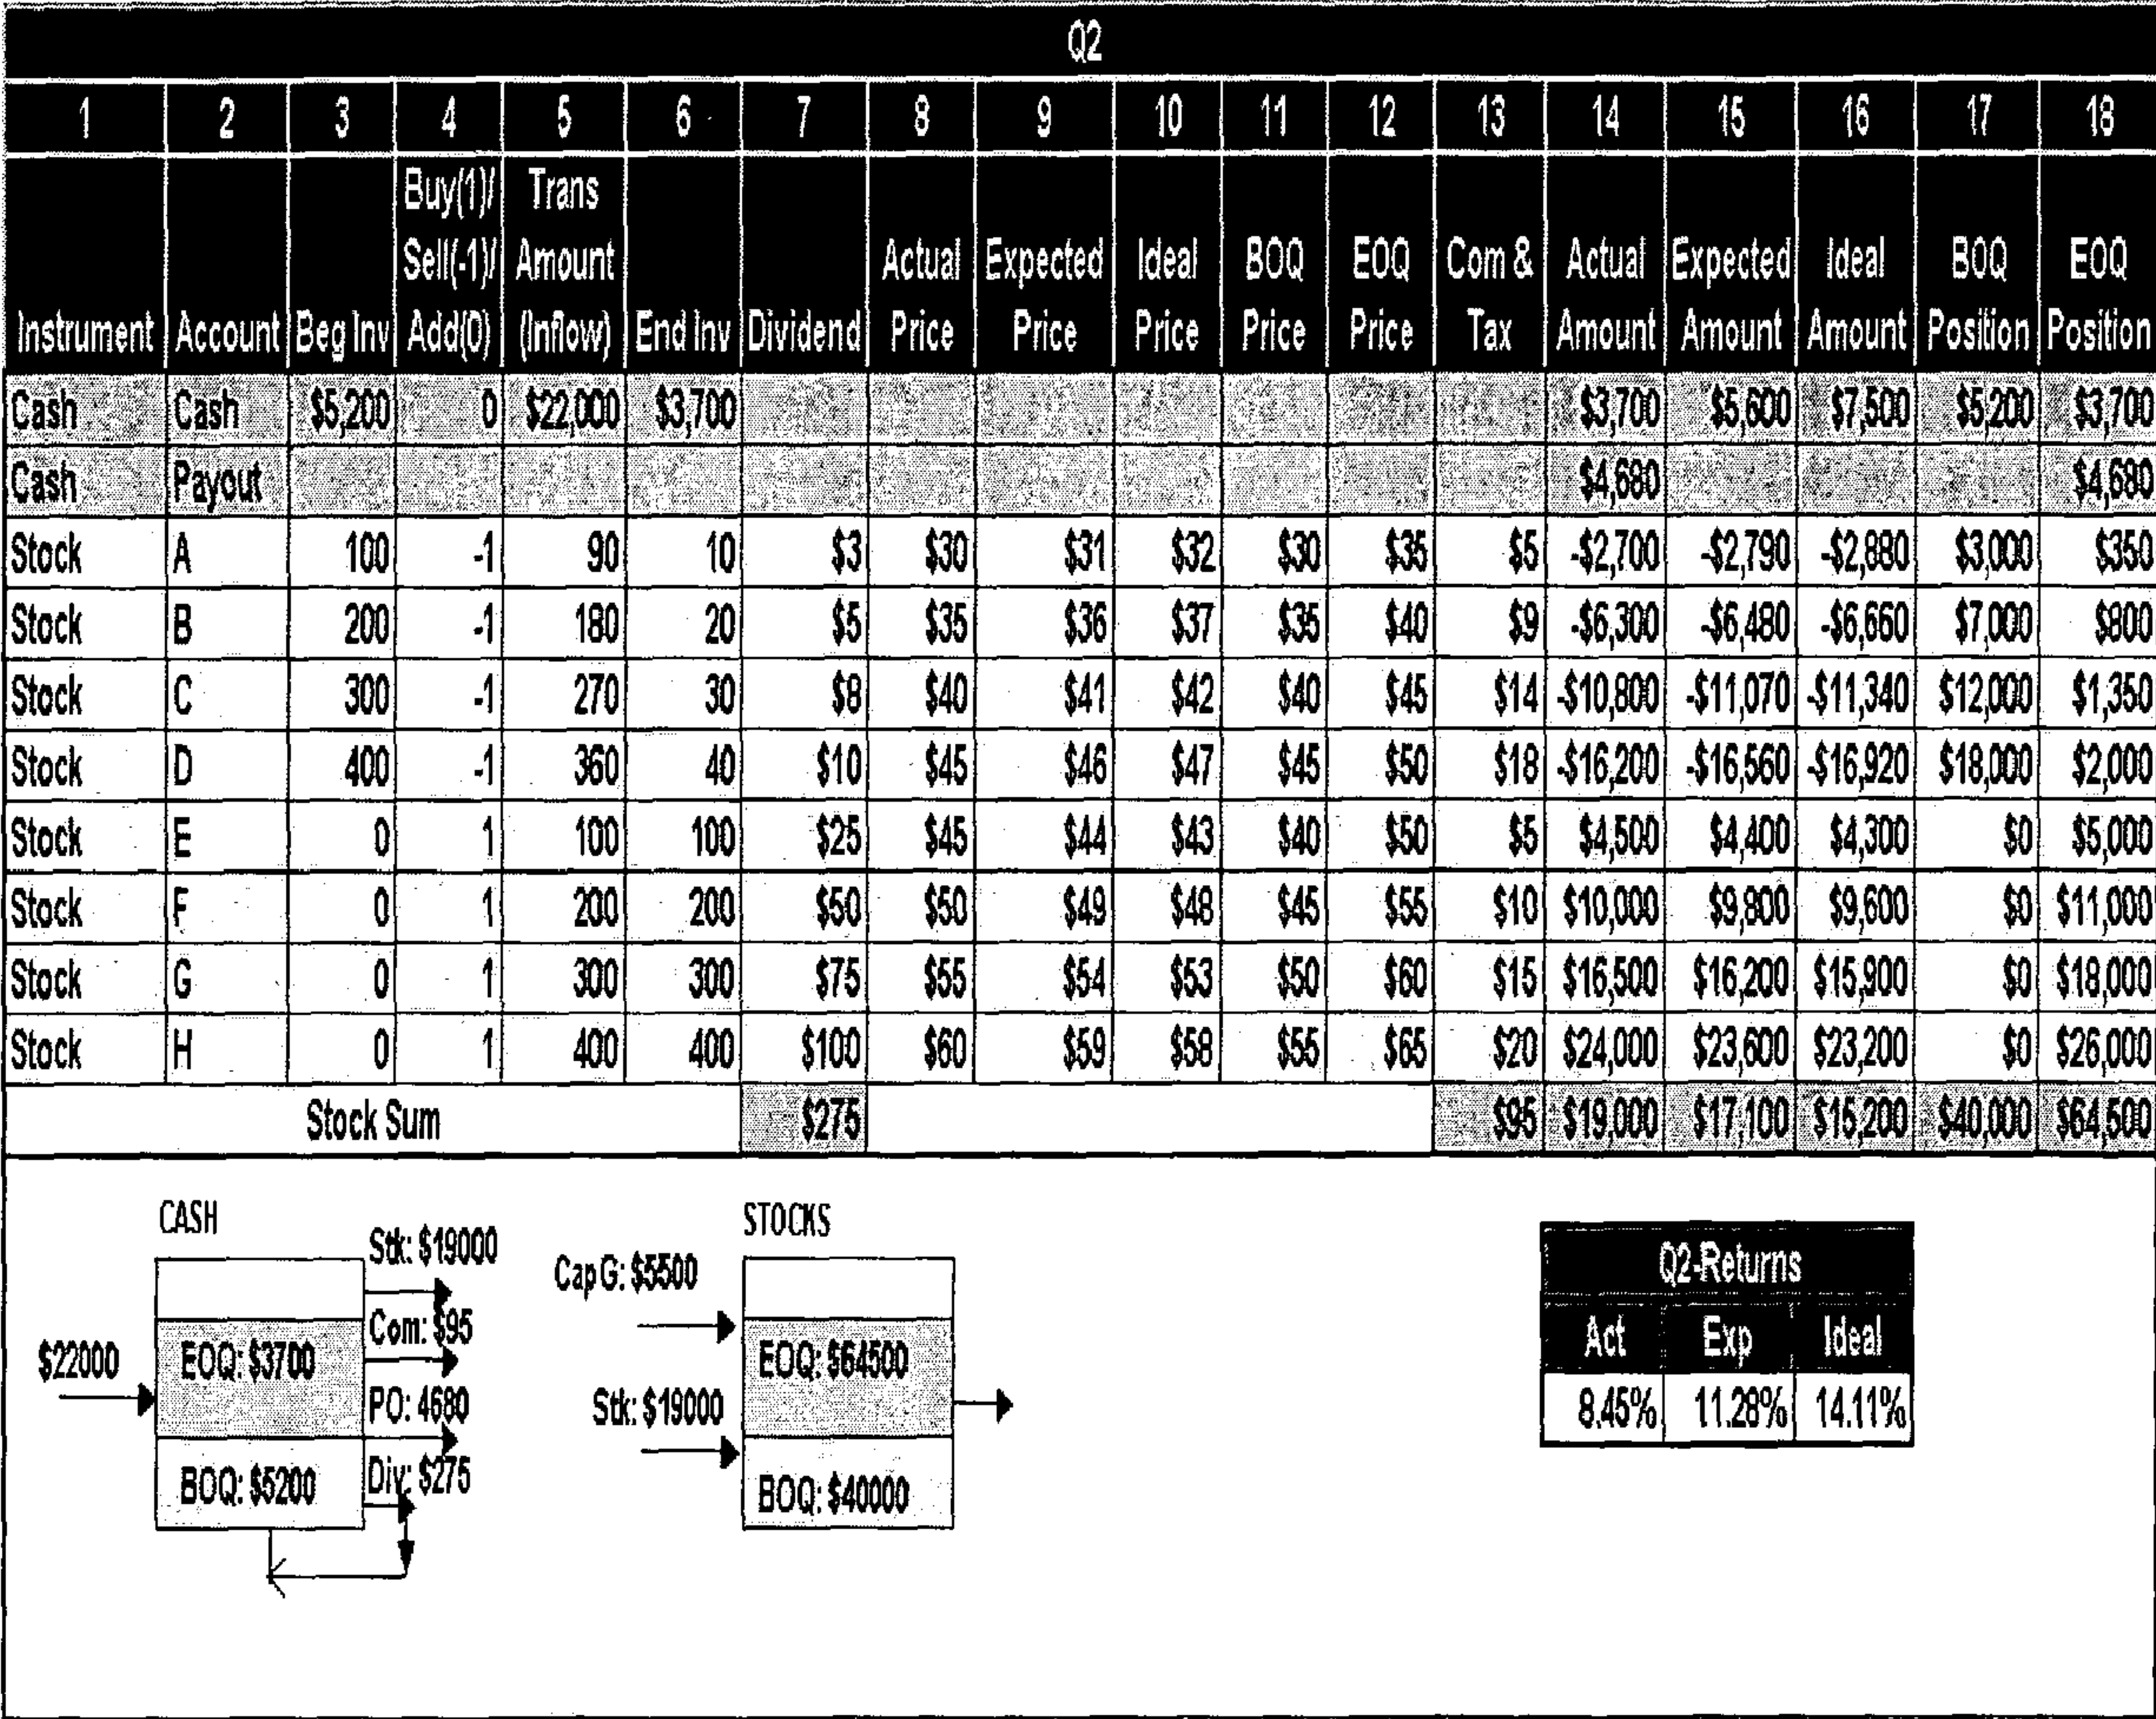 Q2
1 2 3 4 5 6 7 8 9 10 11 12 13 14 15 16 17 18
Instrument Account Beg Inv Buy(1)/ Sell(-1)/ Add(0) Trans Amount (Inflow) End Inv Dividend Actual Price Expected Price Ideal Price BOQ Price EOQ Price Com & Tax Actual Amount Expected Amount Ideal Amount BOQ Position EOQ Position
Cash Cash $5,200 0 $22,000 $3,700 $3,700 $5,600 $7,500 $5,200 $3,700
Cash Payout $4,680 $4,680
Stock A 100 -1 90 10 $3 $30 $31 $32 $30 $35 $5 -$2,700 -$2,790 -$2,880 $3,000 $350
Stock B 200 -1 180 20 $5 $35 $36 $37 $35 $40 $9 -$6,300 -$6,480 -$6,660 $7,000 $800
Stock C 300 -1 270 30 $8 $40 $41 $42 $40 $45 $14 -$10,800 -$11,070 -$11,340 $12,000 $1,350
Stock D 400 -1 360 40 $10 $45 $46 $47 $45 $50 $18 -$16,200 -$16,560 -$16,920 $18,000 $2,000
Stock E 0 1 100 100 $25 $45 $44 $43 $40 $50 $5 $4,500 $4,400 $4,300 $0 $5,000
Stock F 0 1 200 200 $50 $50 $49 $48 $45 $55 $10 $10,000 $9,800 $9,600 $0 $11,000
Stock G 0 1 300 300 $75 $55 $54 $53 $50 $60 $15 $16,500 $16,200 $15,900 $0 $18,000
Stock H 0 1 400 400 $100 $60 $59 $58 $55 $65 $20 $24,000 $23,600 $23,200 $0 $26,000
Stock Sum $275 $95 $19,000 $17,100 $15,200 $40,000 $64,500
CASH
$22000
EOQ: $3700
BOQ: $5200
Stk: $19000
Com: $95
PO: 4680
Div: $275
STOCKS
Cap G: $5500
Stk: $19000
EOQ: $64500
BOQ: $40000
Q2-Returns
Act Exp Ideal
8.45% 11.28% 14.11%